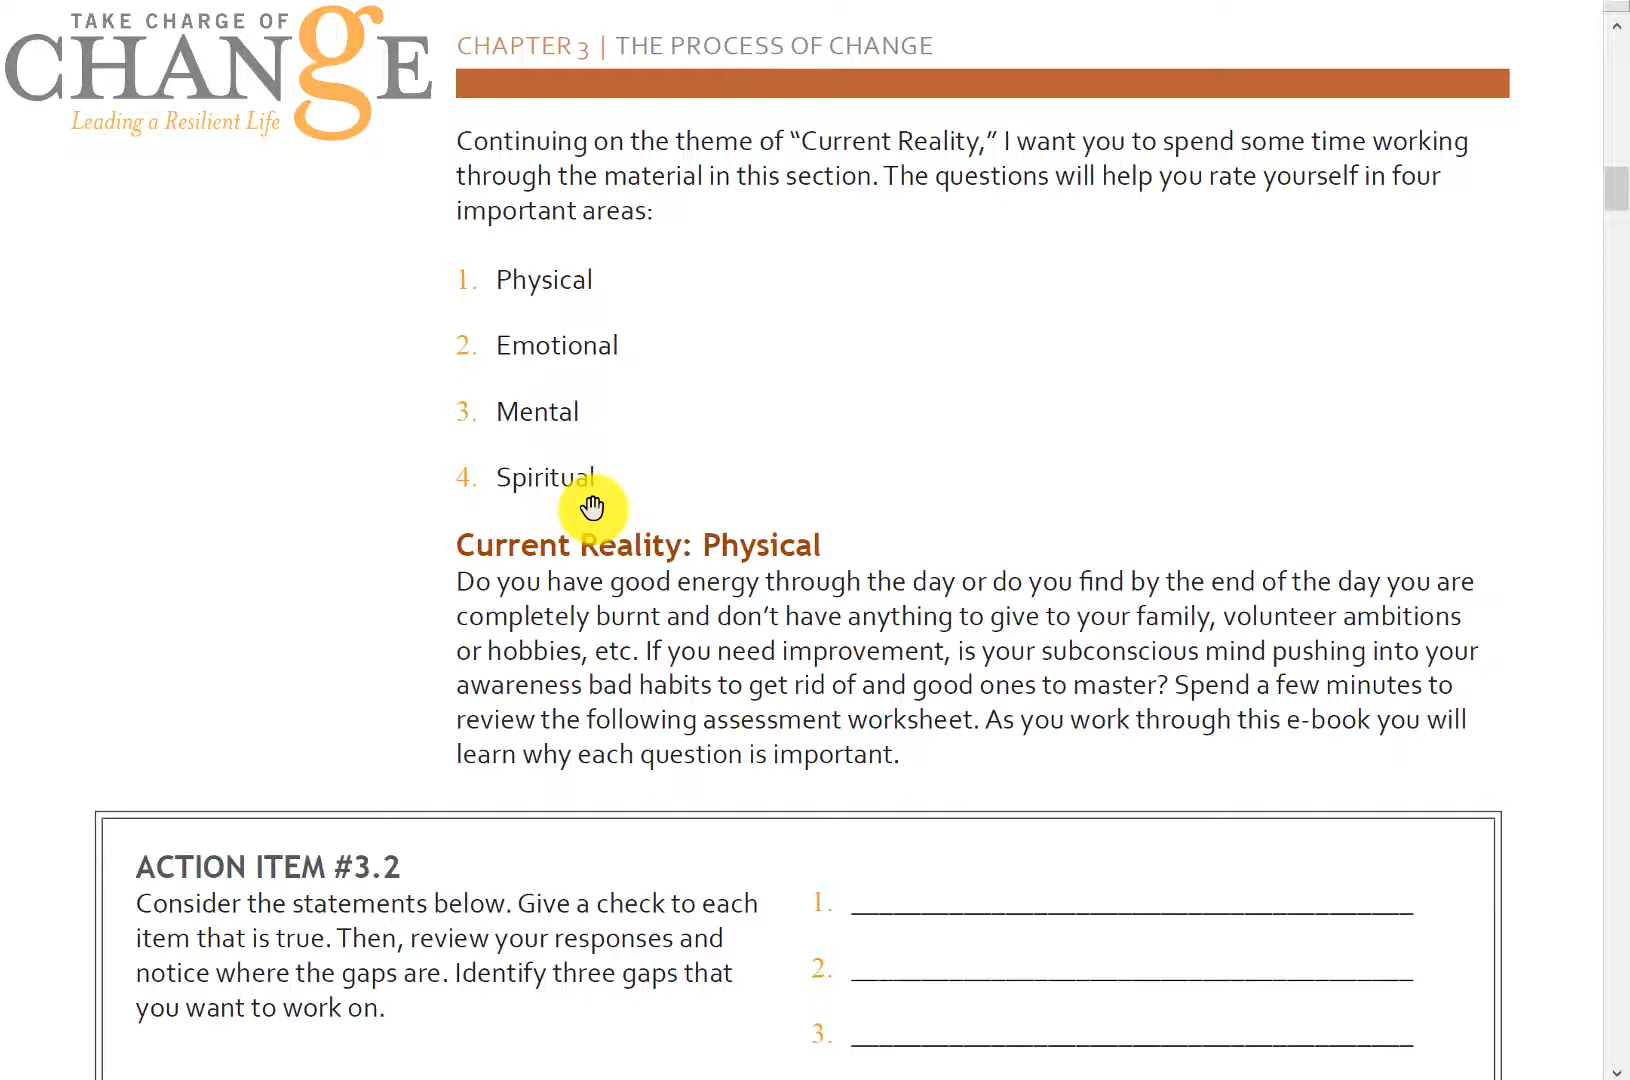 TAKE CHARGE OF
CHANgE
Leading a Resilient Life
CHAPTER 3 | THE PROCESS OF CHANGE
Continuing on the theme of “Current Reality,” I want you to spend some time working
through the material in this section. The questions will help you rate yourself in four
important areas:
1. Physical
2. Emotional
3. Mental
4. Spiritual
Current Reality: Physical
Do you have good energy through the day or do you find by the end of the day you are
completely burnt and don’t have anything to give to your family, volunteer ambitions
or hobbies, etc. If you need improvement, is your subconscious mind pushing into your
awareness bad habits to get rid of and good ones to master? Spend a few minutes to
review the following assessment worksheet. As you work through this e-book you will
learn why each question is important.
ACTION ITEM #3.2
Consider the statements below. Give a check to each
item that is true. Then, review your responses and
notice where the gaps are. Identify three gaps that
you want to work on.
1. ________________________________________
2. ________________________________________
3. ________________________________________